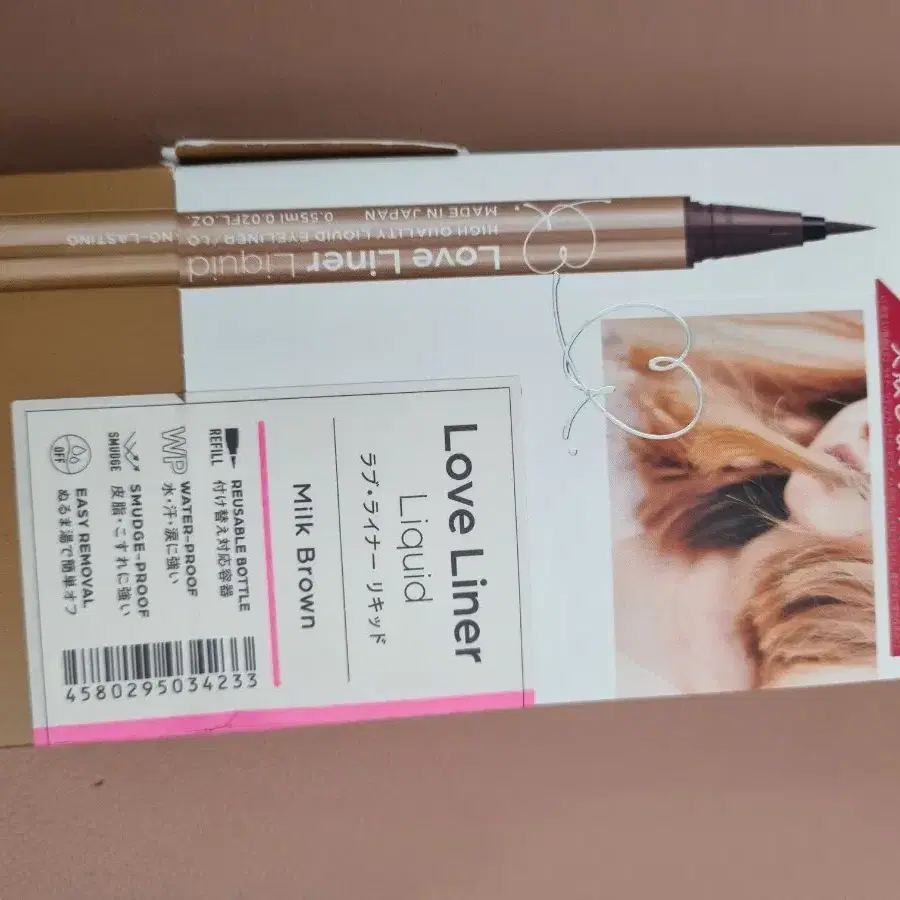 Love Liner Liquid
HIGH QUALITY LIQUID EYELINER/LONG-LASTING
MADE IN JAPAN 0.55ml 0.02FL.OZ.
Love Liner
Liquid
ラブ・ライナー リキッド
Milk Brown
REFILL
REUSABLE BOTTLE
付け替え対応容器
WP
WATER-PROOF
水・汗・涙に強い
SMUDGE
SMUDGE-PROOF
皮脂・こすれに強い
OFF
EASY REMOVAL
ぬるま湯で簡単オフ
4580295034233